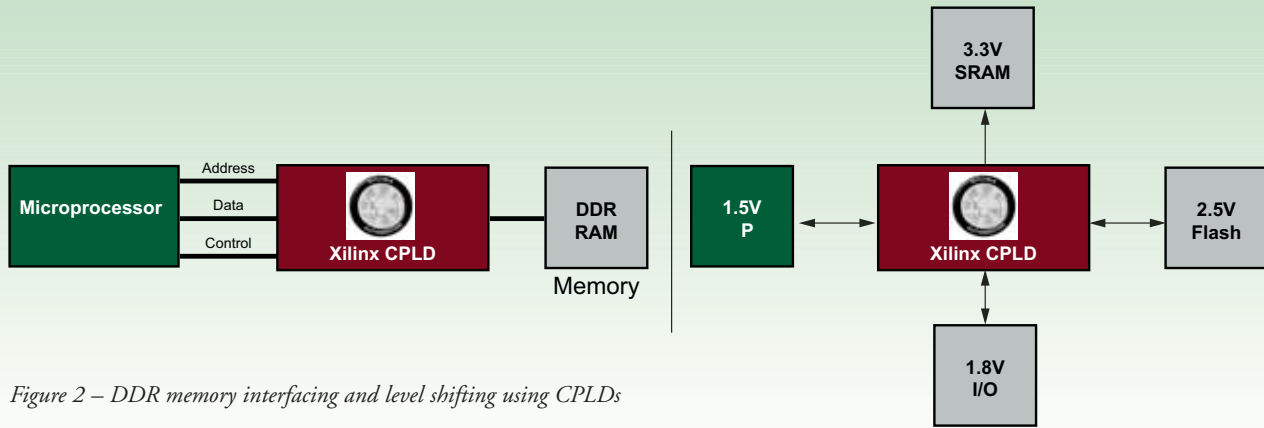 Microprocessor
Address
Data
Control
Xilinx CPLD
DDR
RAM
Memory
3.3V
SRAM
1.5V
P
Xilinx CPLD
2.5V
Flash
1.8V
I/O
Figure 2 – DDR memory interfacing and level shifting using CPLDs